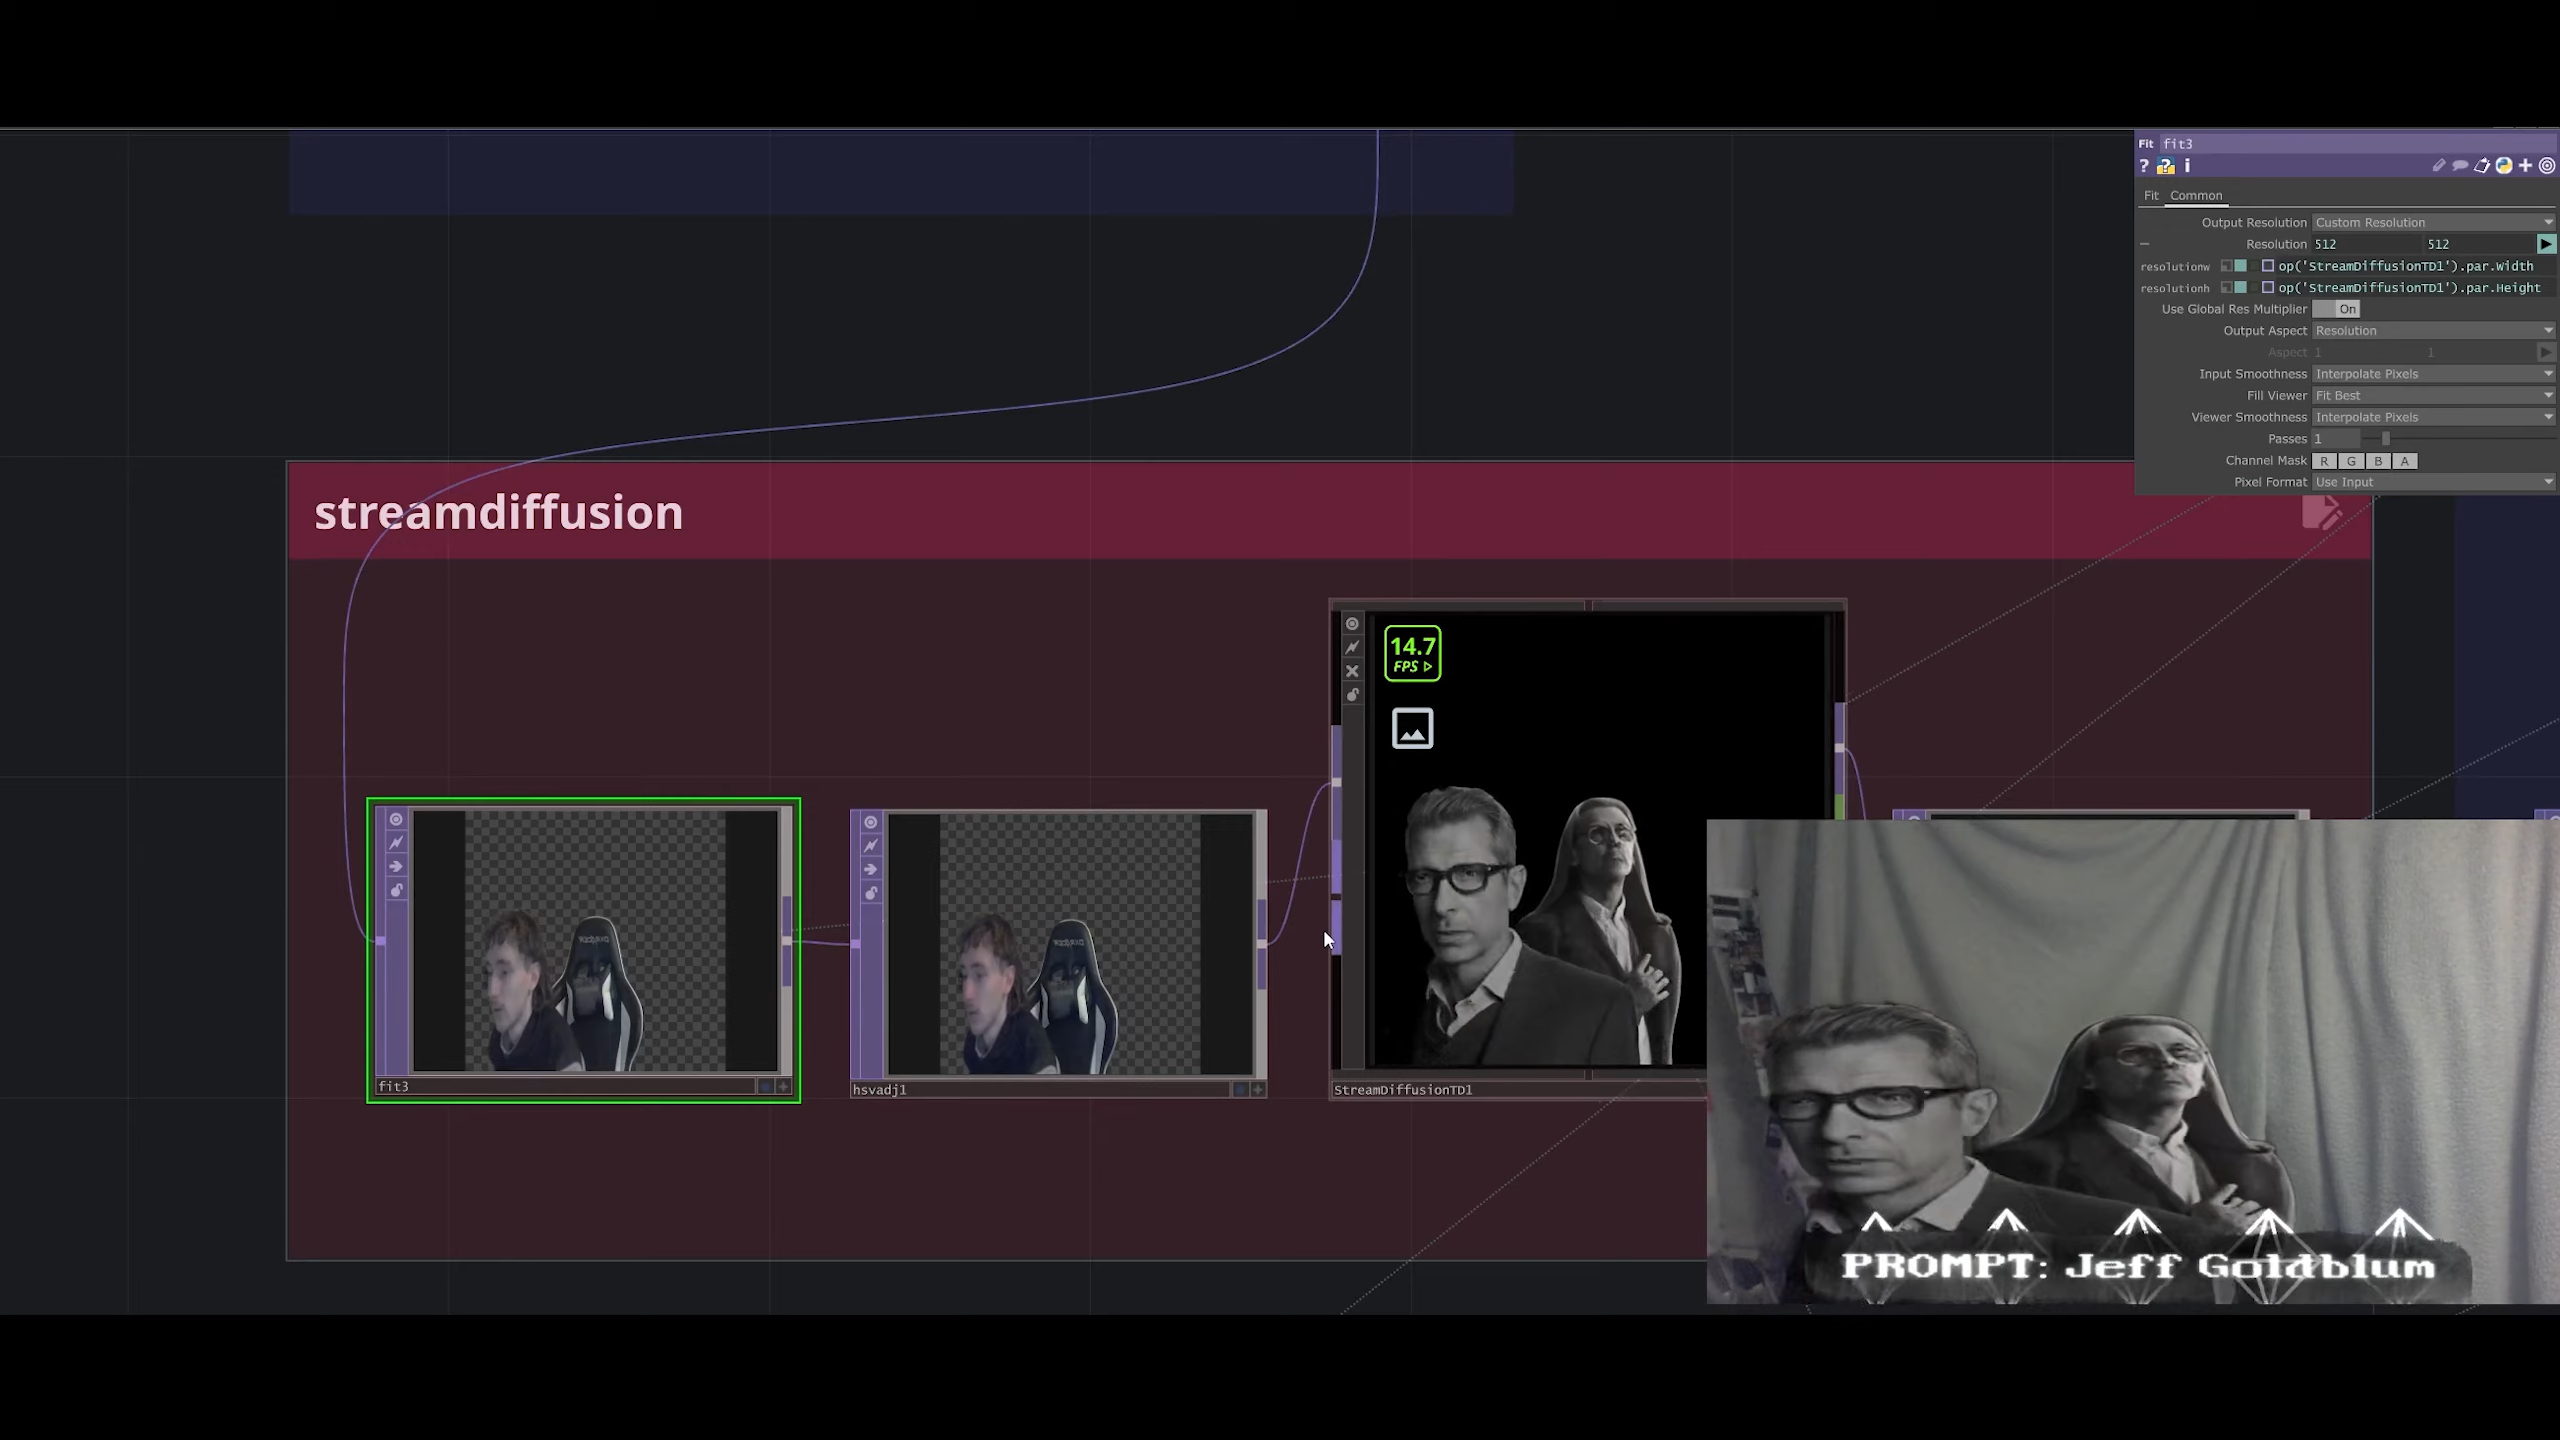 Fit fit3
? ? i
Fit Common
Output Resolution Custom Resolution
Resolution 512 512
resolutionw op('StreamDiffusionTD1').par.Width
resolutionh op('StreamDiffusionTD1').par.Height
Use Global Res Multiplier On
Output Aspect Resolution
Aspect 1 1
Input Smoothness Interpolate Pixels
Fill Viewer Fit Best
Viewer Smoothness Interpolate Pixels
Passes 1
Channel Mask R G B A
Pixel Format Use Input
streamdiffusion
14.7
FPS
fit3
hsvadj1
StreamDiffusionTD1
PROMPT: Jeff Goldblum